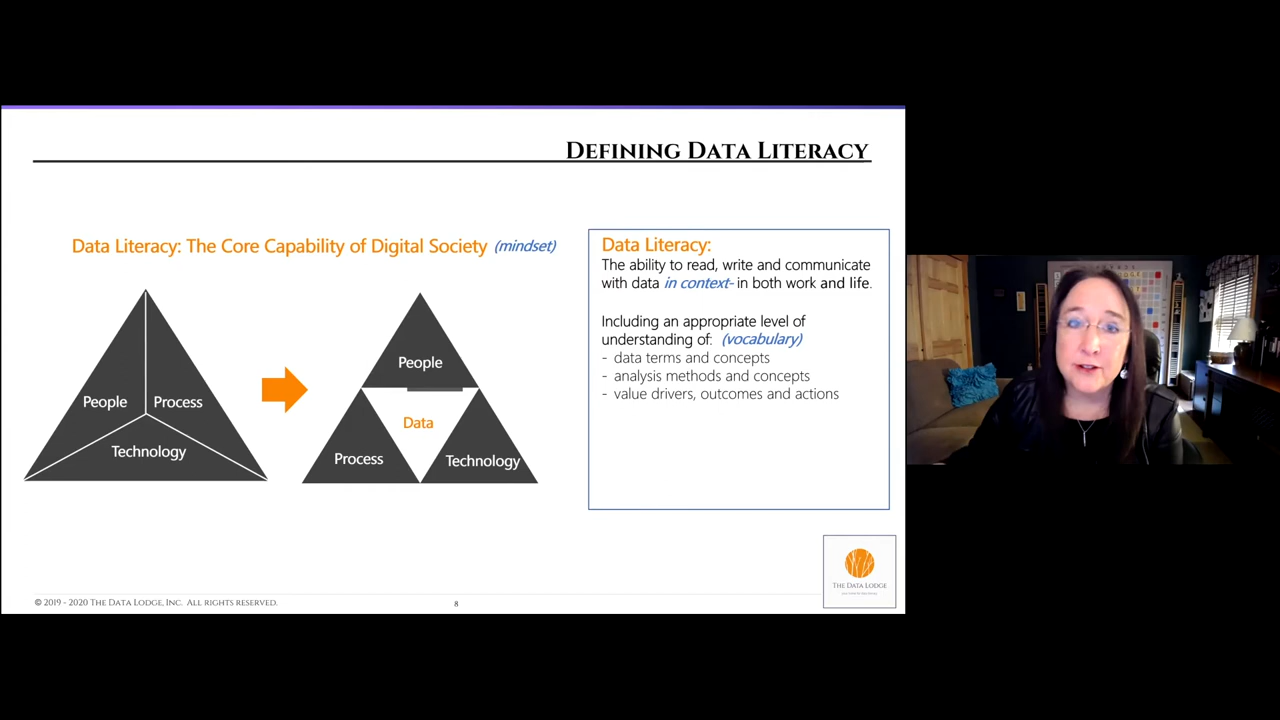 DEFINING DATA LITERACY
Data Literacy: The Core Capability of Digital Society (mindset)
People
Process
Technology
People
Data
Process
Technology
Data Literacy:
The ability to read, write and communicate
with data in context- in both work and life.
Including an appropriate level of
understanding of: (vocabulary)
- data terms and concepts
- analysis methods and concepts
- value drivers, outcomes and actions
THE DATA LODGE
© 2019 - 2020 THE DATA LODGE, INC. ALL RIGHTS RESERVED.
8